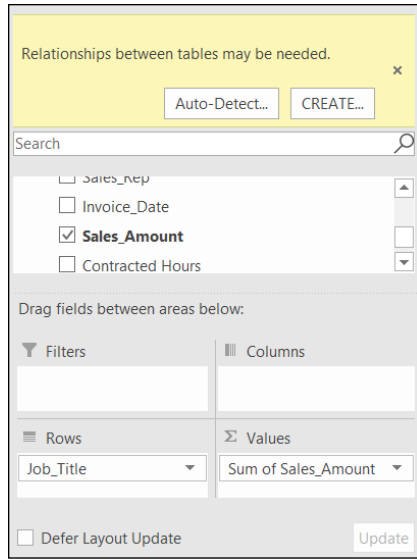 Relationships between tables may be needed.
Auto-Detect... CREATE...
Search
Sales_Rep
Invoice_Date
Sales_Amount
Contracted Hours
Drag fields between areas below:
Filters Columns
Rows Σ Values
Job_Title Sum of Sales_Amount
Defer Layout Update Update